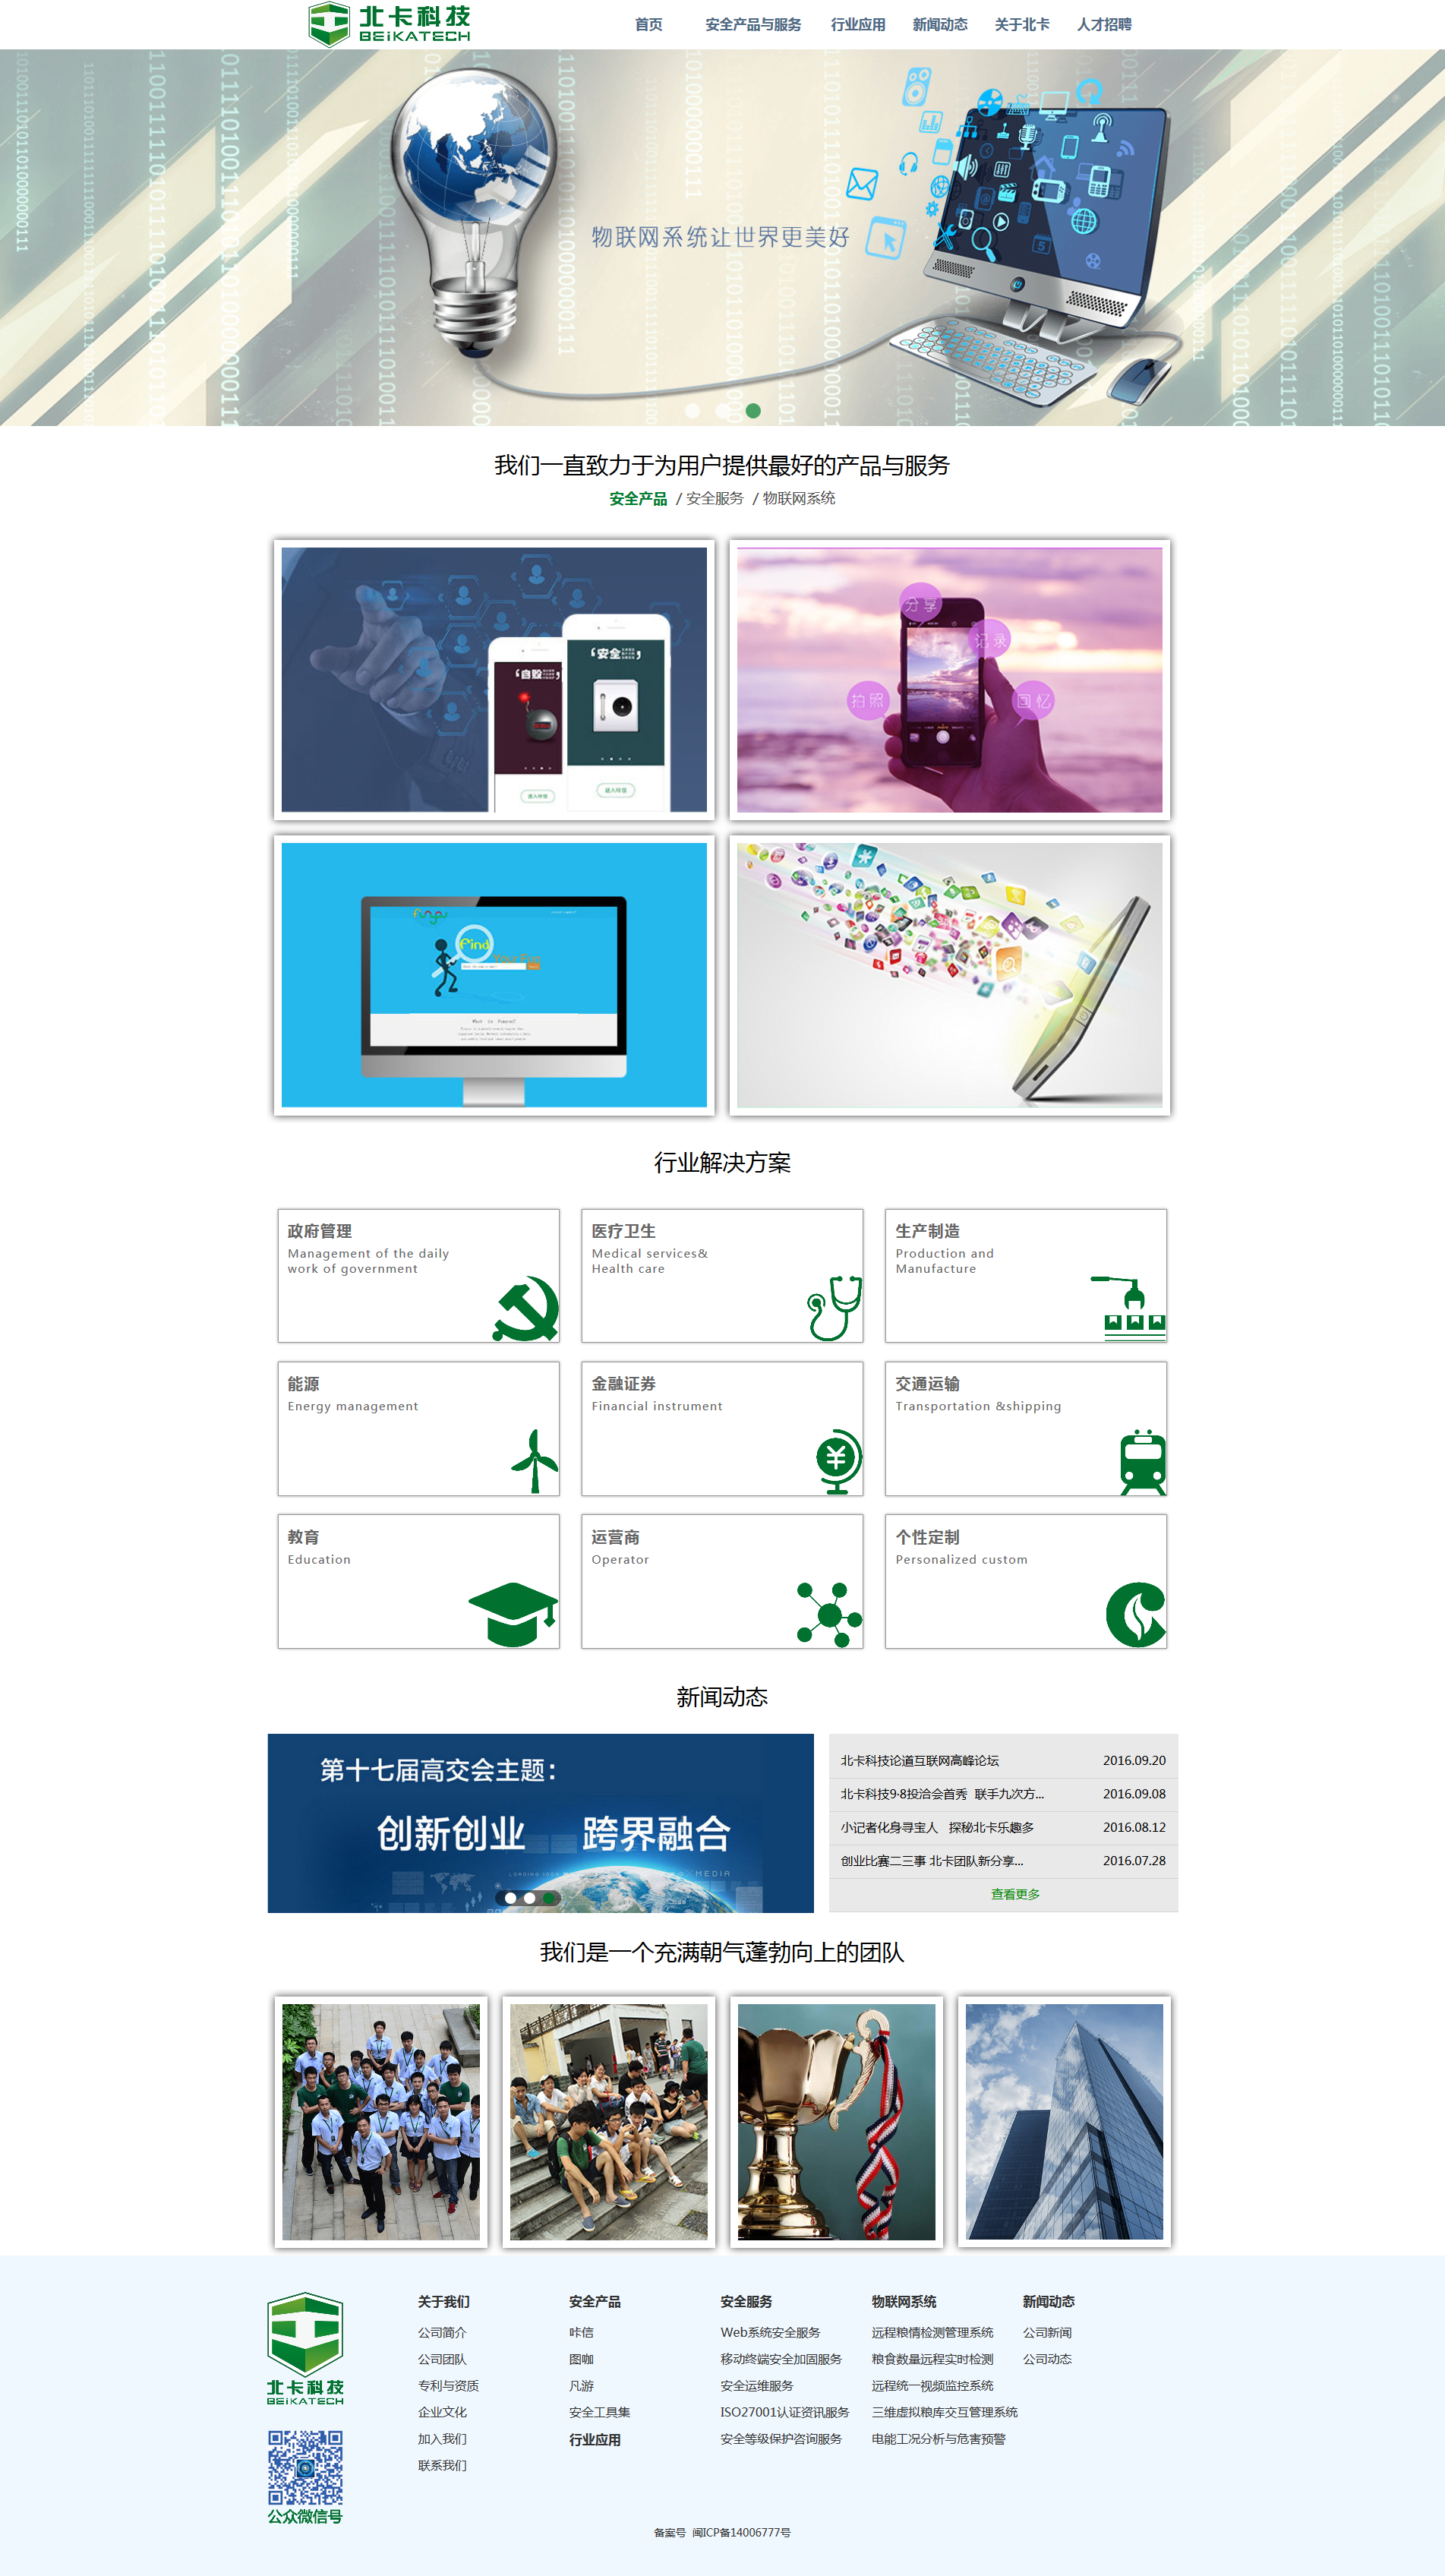 北卡科技
BEiKATECH
首页 安全产品与服务 行业应用 新闻动态 关于北卡 人才招聘
物联网系统让世界更美好
我们一直致力于为用户提供最好的产品与服务
安全产品 / 安全服务 / 物联网系统
‘自毁’
‘安全’
进入咔信
进入咔信
分享
记录
拍照
回忆
Find
Your Fun
行业解决方案
政府管理
Management of the daily
work of government
医疗卫生
Medical services&
Health care
生产制造
Production and
Manufacture
能源
Energy management
金融证券
Financial instrument
交通运输
Transportation &shipping
教育
Education
运营商
Operator
个性定制
Personalized custom
新闻动态
第十七届高交会主题：
创新创业 跨界融合
北卡科技论道互联网高峰论坛 2016.09.20
北卡科技9·8投洽会首秀 联手九次方... 2016.09.08
小记者化身寻宝人 探秘北卡乐趣多 2016.08.12
创业比赛二三事 北卡团队新分享... 2016.07.28
查看更多
我们是一个充满朝气蓬勃向上的团队
北卡科技
BEiKATECH
公众微信号
关于我们
公司简介
公司团队
专利与资质
企业文化
加入我们
联系我们
安全产品
咔信
图咖
凡游
安全工具集
行业应用
安全服务
Web系统安全服务
移动终端安全加固服务
安全运维服务
ISO27001认证资讯服务
安全等级保护咨询服务
物联网系统
远程粮情检测管理系统
粮食数量远程实时检测
远程统一视频监控系统
三维虚拟粮库交互管理系统
电能工况分析与危害预警
新闻动态
公司新闻
公司动态
备案号 闽ICP备14006777号